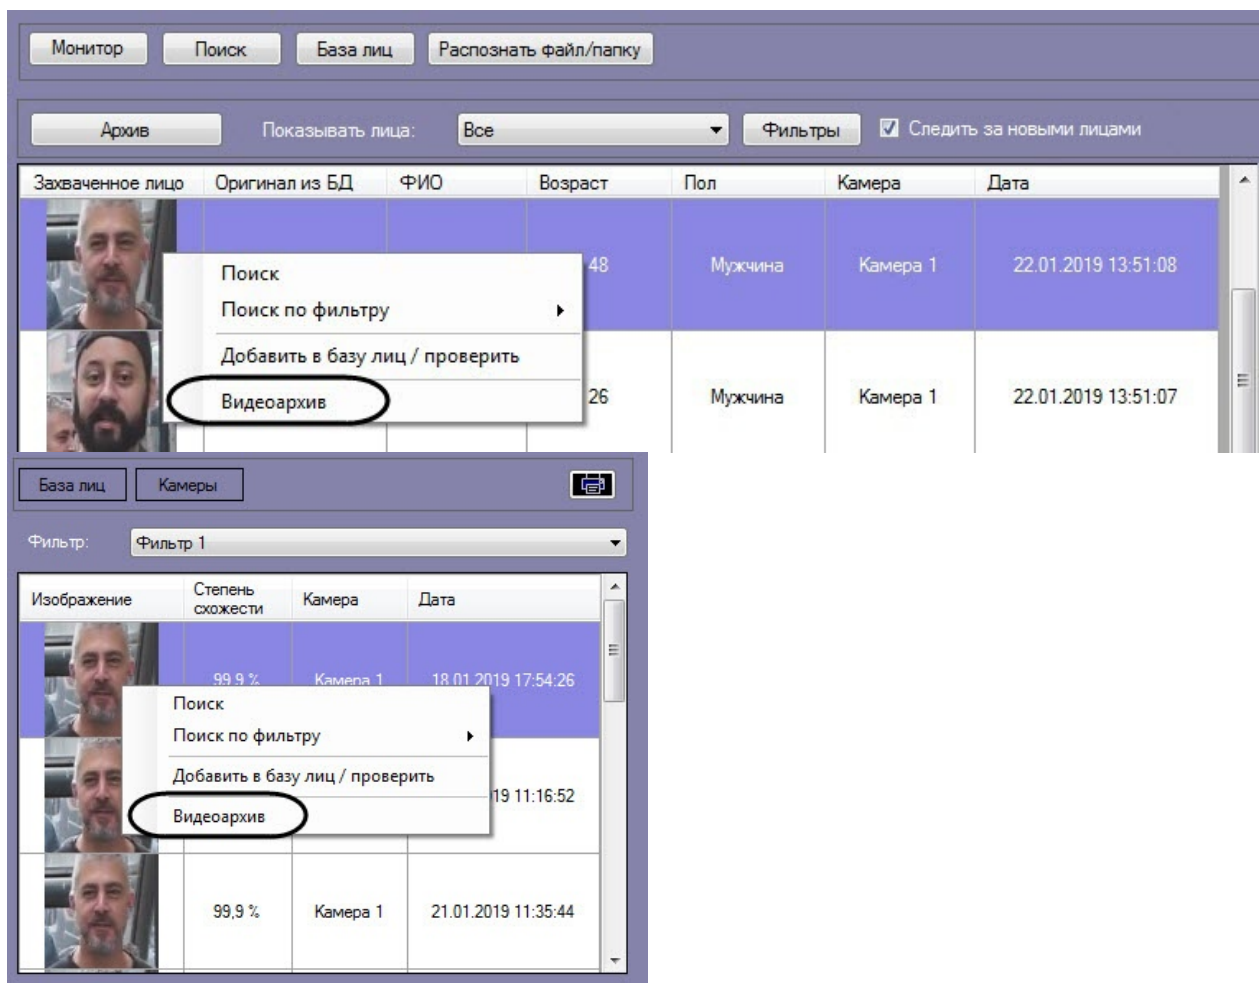 Монитор Поиск База лиц Распознать файл/папку
Архив Показывать лица: Все Фильтры Следить за новыми лицами
Захваченное лицо Оригинал из БД ФИО Возраст Пол Камера Дата
48 Мужчина Камера 1 22.01.2019 13:51:08
Поиск
Поиск по фильтру
Добавить в базу лиц / проверить
Видеоархив
26 Мужчина Камера 1 22.01.2019 13:51:07
База лиц Камеры
Фильтр: Фильтр 1
Изображение Степень схожести Камера Дата
99,9 % Камера 1 18.01.2019 17:54:26
Поиск
Поиск по фильтру
Добавить в базу лиц / проверить
Видеоархив
19 11:16:52
99,9 % Камера 1 21.01.2019 11:35:44